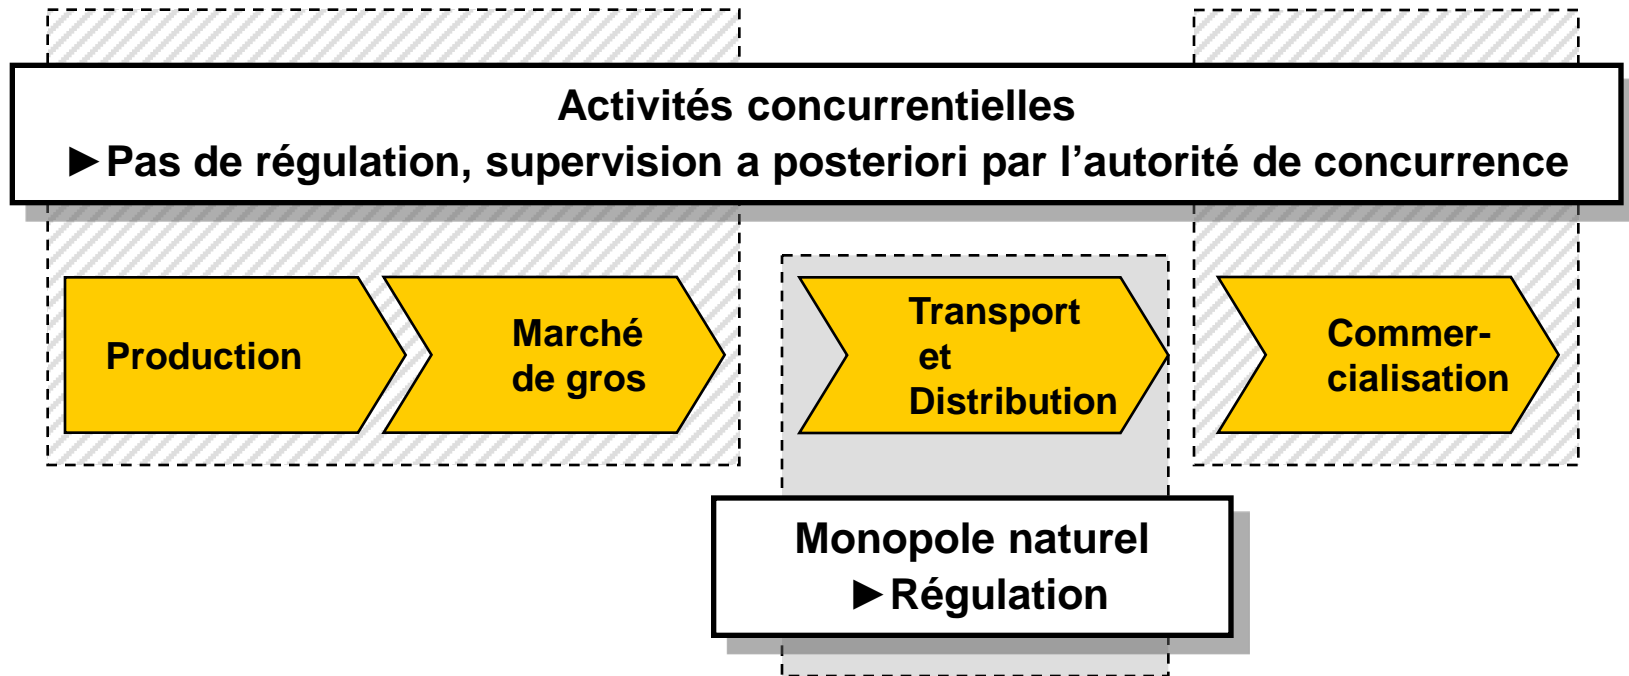 Activités concurrentielles
►Pas de régulation, supervision a posteriori par l’autorité de concurrence
Production
Marché
de gros
Transport
et
Distribution
Commer-
cialisation
Monopole naturel
►Régulation